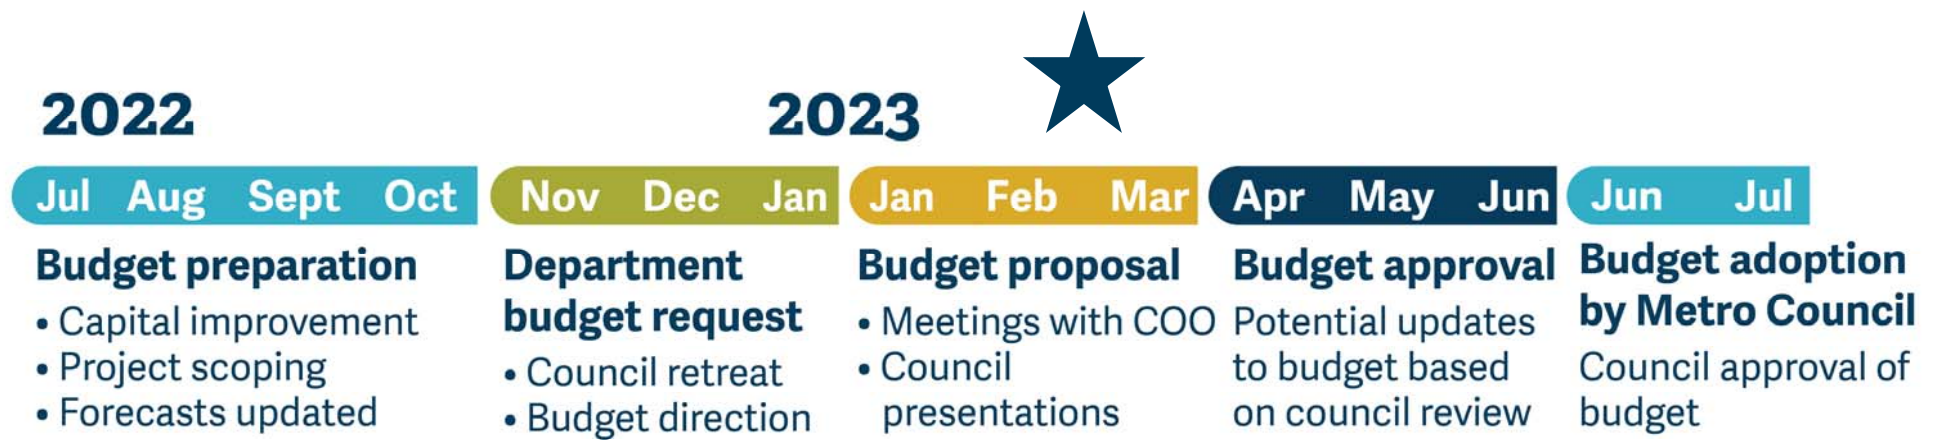 2022
2023
Jul Aug Sept Oct
Nov Dec Jan
Jan Feb Mar
Apr May Jun
Jun Jul
Budget preparation
• Capital improvement
• Project scoping
• Forecasts updated
Department
budget request
• Council retreat
• Budget direction
Budget proposal
• Meetings with COO
• Council
presentations
Budget approval
Potential updates
to budget based
on council review
Budget adoption
by Metro Council
Council approval of
budget